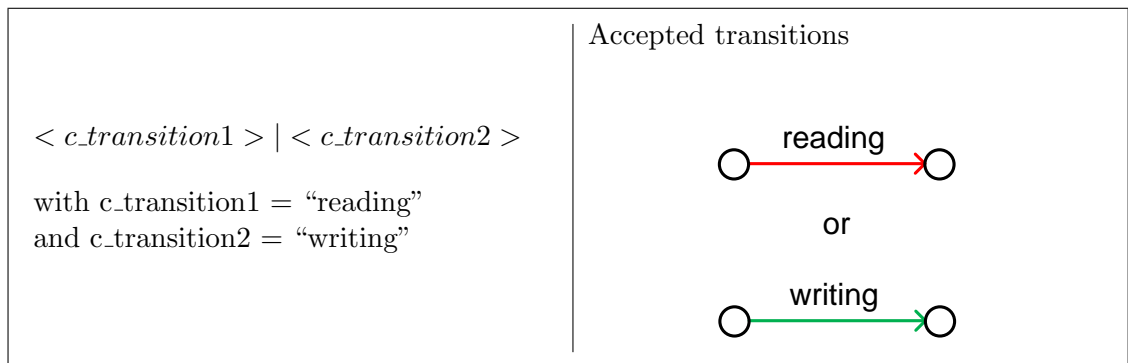 < c_transition1 > | < c_transition2 >
with c_transition1 = “reading”
and c_transition2 = “writing”
Accepted transitions
reading
or
writing